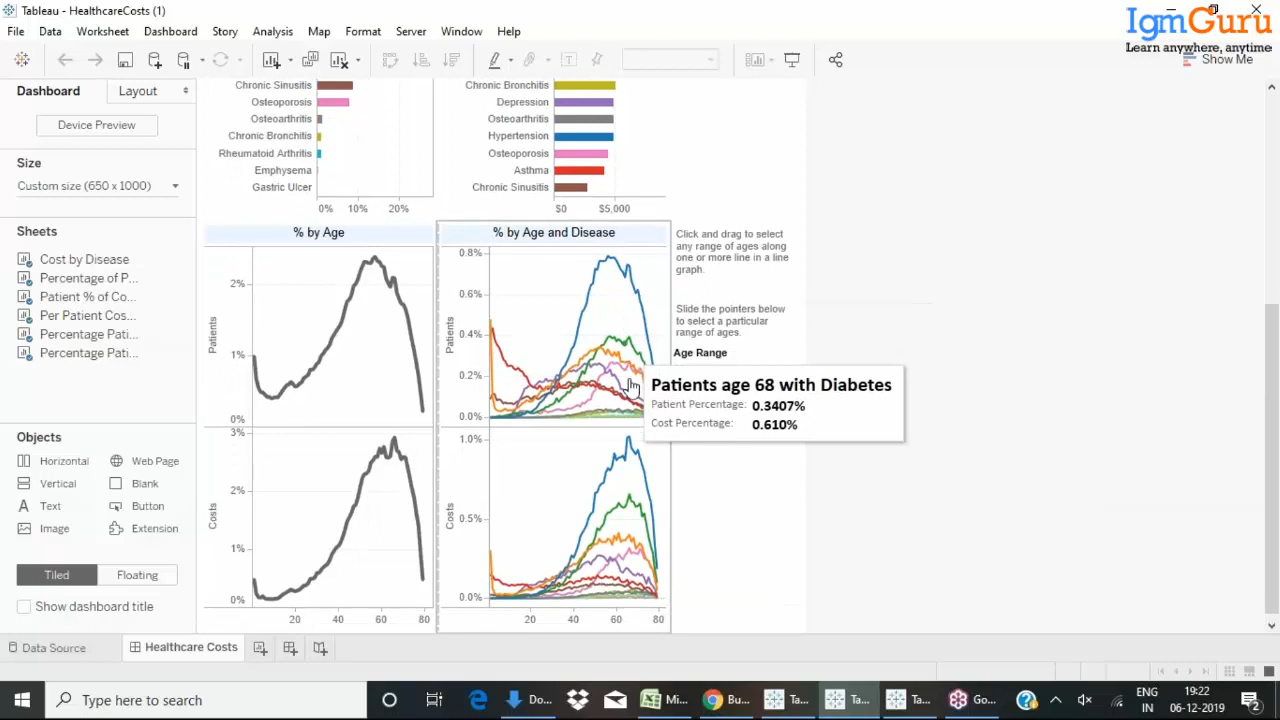 Tableau - HealthcareCosts (1)
IgmGuru
Learn anywhere, anytime
File Data Worksheet Dashboard Story Analysis Map Format Server Window Help
Show Me
Dashboard Layout
Device Preview
Size
Custom size (650 x 1000)
Sheets
Cost by Disease
Percentage of P...
Patient % of Co...
Per Patient Cos...
Percentage Pati...
Percentage Pati...
Objects
Horizontal Web Page
Vertical Blank
Text Button
Image Extension
Tiled Floating
Show dashboard title
Chronic Sinusitis
Osteoporosis
Osteoarthritis
Chronic Bronchitis
Rheumatoid Arthritis
Emphysema
Gastric Ulcer
0% 10% 20%
Chronic Bronchitis
Depression
Osteoarthritis
Hypertension
Osteoporosis
Asthma
Chronic Sinusitis
$0 $5,000
% by Age
Patients
2%
1%
0%
Costs
3%
2%
1%
0%
20 40 60 80
% by Age and Disease
Patients
0.8%
0.6%
0.4%
0.2%
0.0%
Costs
1.0%
0.5%
0.0%
20 40 60 80
Click and drag to select
any range of ages along
one or more line in a line
graph.
Slide the pointers below
to select a particular
range of ages.
Age Range
Patients age 68 with Diabetes
Patient Percentage: 0.3407%
Cost Percentage: 0.610%
Data Source Healthcare Costs
Type here to search
Do...
Mi...
Bu...
Ta...
Ta...
Ta...
Go...
ENG
IN
19:22
06-12-2019
2